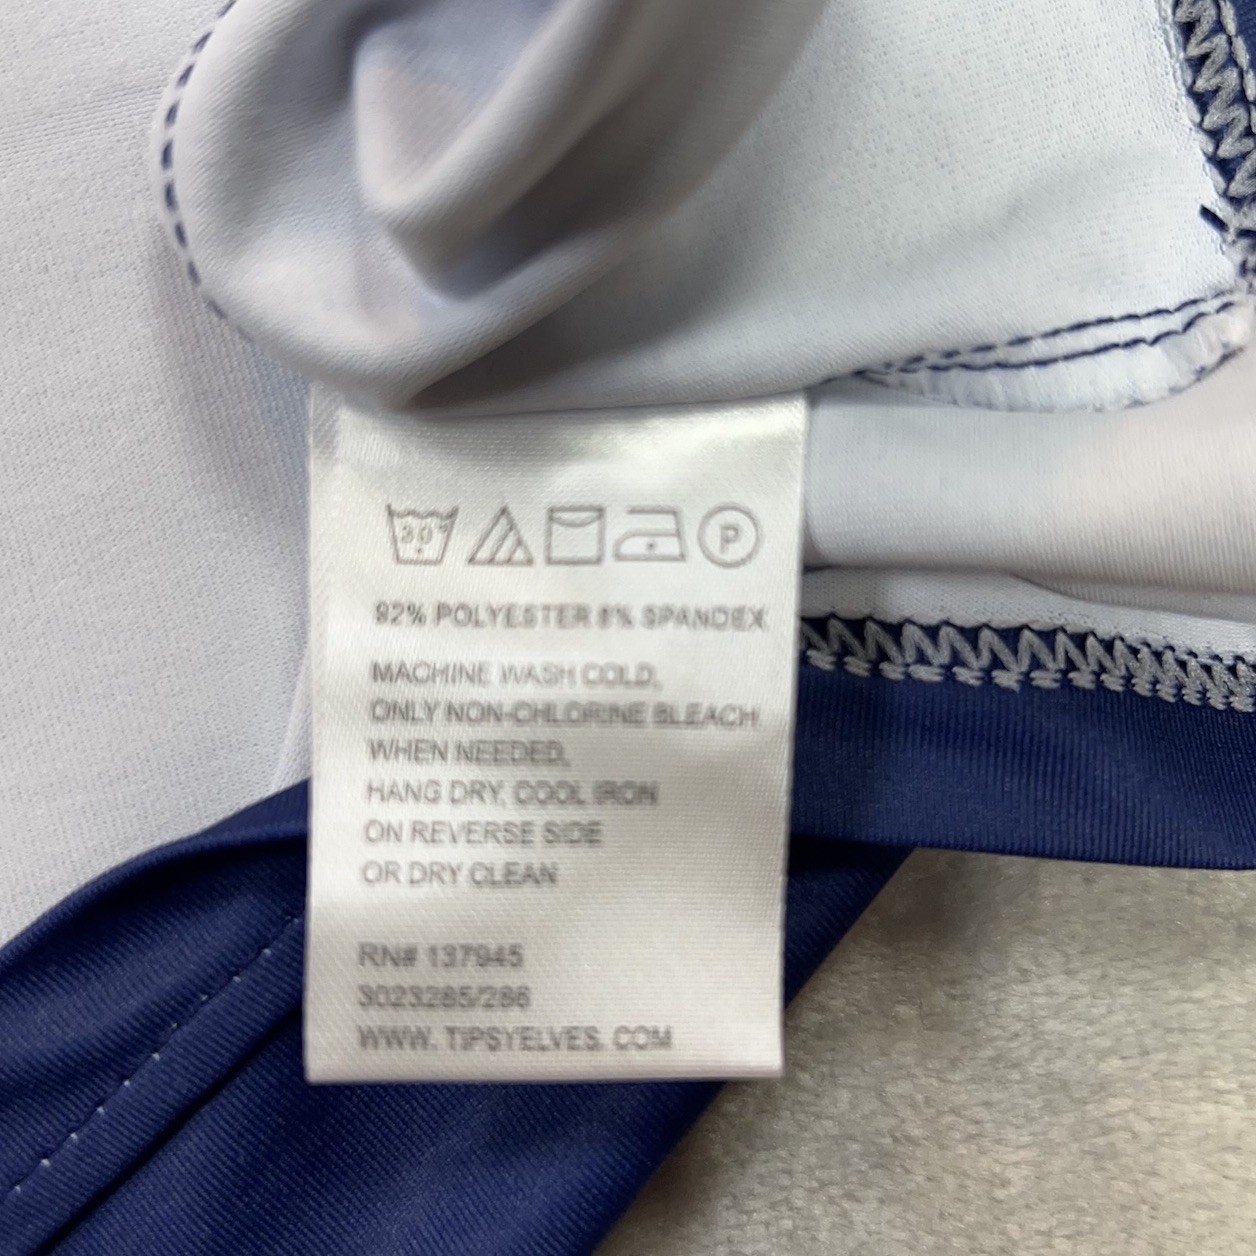 30°
P
92% POLYESTER 8% SPANDEX
MACHINE WASH COLD,
ONLY NON-CHLORINE BLEACH
WHEN NEEDED,
HANG DRY, COOL IRON
ON REVERSE SIDE
OR DRY CLEAN
RN# 137945
3023285/286
WWW. TIPSYELVES. COM